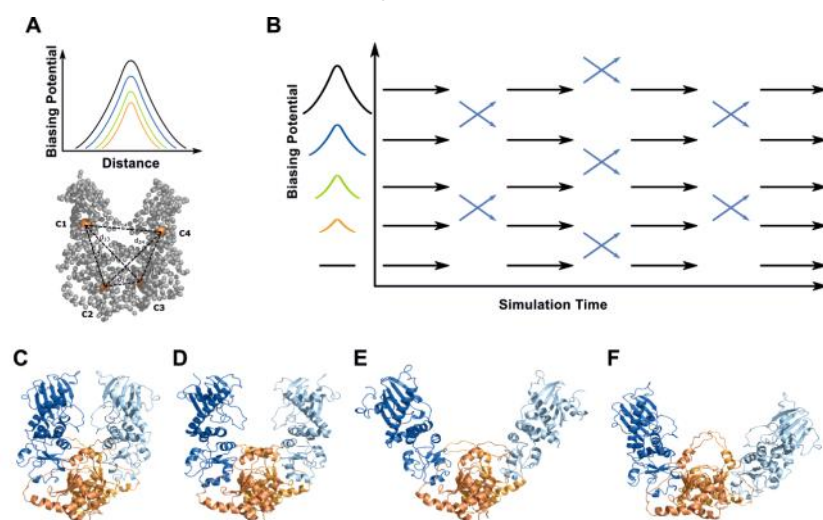 A
Biasing Potential
Distance
C1
C4
C2
C3
B
Biasing Potential
Simulation Time
C
D
E
F